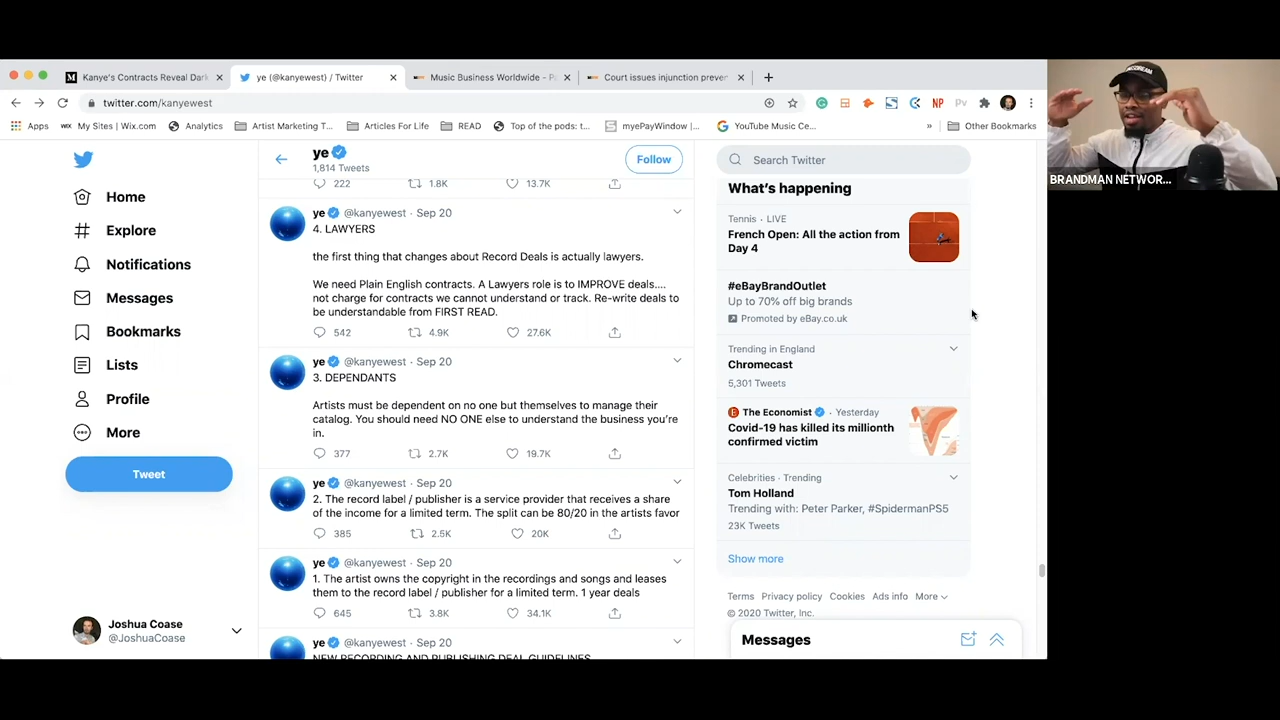 Kanye's Contracts Reveal Dark
ye (@kanyewest) / Twitter
Music Business Worldwide - Po
Court issues injunction preven
twitter.com/kanyewest
NP
Pv
Apps
WIX
My Sites | Wix.com
Analytics
Artist Marketing T...
Articles For Life
READ
Top of the pods: t...
myePayWindow |...
YouTube Music Ce...
»
Other Bookmarks
BRANDMAN NETWOR...
Home
Explore
Notifications
Messages
Bookmarks
Lists
Profile
More
Tweet
Joshua Coase
@JoshuaCoase
ye
1,814 Tweets
Follow
222 1.8K 13.7K
ye @kanyewest · Sep 20
4. LAWYERS
the first thing that changes about Record Deals is actually lawyers.
We need Plain English contracts. A Lawyers role is to IMPROVE deals....
not charge for contracts we cannot understand or track. Re-write deals to
be understandable from FIRST READ.
542 4.9K 27.6K
ye @kanyewest · Sep 20
3. DEPENDANTS
Artists must be dependent on no one but themselves to manage their
catalog. You should need NO ONE else to understand the business you're
in.
377 2.7K 19.7K
ye @kanyewest · Sep 20
2. The record label / publisher is a service provider that receives a share
of the income for a limited term. The split can be 80/20 in the artists favor
385 2.5K 20K
ye @kanyewest · Sep 20
1. The artist owns the copyright in the recordings and songs and leases
them to the record label / publisher for a limited term. 1 year deals
645 3.8K 34.1K
ye @kanyewest · Sep 20
NEW RECORDING AND PUBLISHING DEAL GUIDELINES
Search Twitter
What's happening
Tennis · LIVE
French Open: All the action from
Day 4
#eBayBrandOutlet
Up to 70% off big brands
Promoted by eBay.co.uk
Trending in England
Chromecast
5,301 Tweets
The Economist · Yesterday
Covid-19 has killed its millionth
confirmed victim
Celebrities · Trending
Tom Holland
Trending with: Peter Parker, #SpidermanPS5
23K Tweets
Show more
Terms Privacy policy Cookies Ads info More
© 2020 Twitter, Inc.
Messages